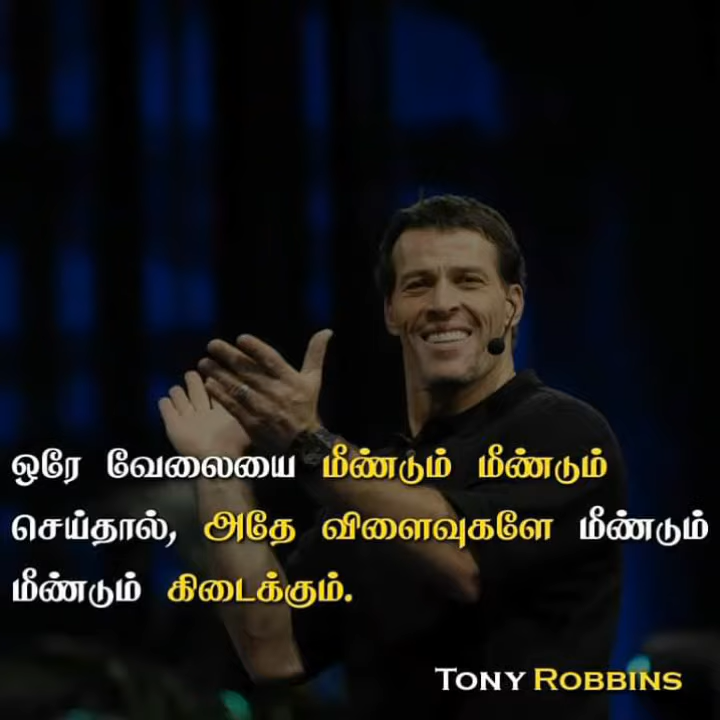 ஒரே வேலையை மீண்டும் மீண்டும்
செய்தால், அதே விளைவுகளே மீண்டும்
மீண்டும் கிடைக்கும்.
TONY ROBBINS